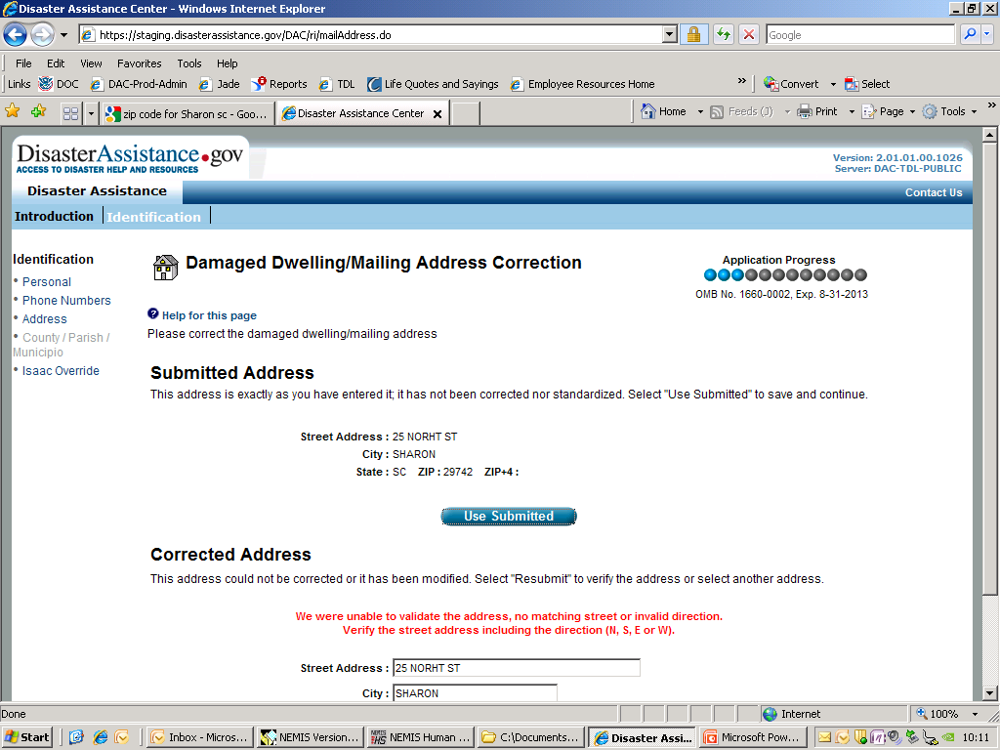 Disaster Assistance Center - Windows Internet Explorer
https://staging.disasterassistance.gov/DAC/ri/mailAddress.do
Google
File Edit View Favorites Tools Help
Links DOC DAC-Prod-Admin Jade Reports TDL Life Quotes and Sayings Employee Resources Home » Convert Select
zip code for Sharon sc - Goo... Disaster Assistance Center Home Feeds (J) Print Page Tools »
DisasterAssistance.gov
ACCESS TO DISASTER HELP AND RESOURCES
Version: 2.01.01.00.1026
Server: DAC-TDL-PUBLIC
Disaster Assistance
Contact Us
Introduction Identification
Identification
• Personal
• Phone Numbers
• Address
• County / Parish /
Municipio
• Isaac Override
Damaged Dwelling/Mailing Address Correction
Application Progress
OMB No. 1660-0002, Exp. 8-31-2013
Help for this page
Please correct the damaged dwelling/mailing address
Submitted Address
This address is exactly as you have entered it; it has not been corrected nor standardized. Select "Use Submitted" to save and continue.
Street Address : 25 NORHT ST
City : SHARON
State : SC ZIP : 29742 ZIP+4 :
Use Submitted
Corrected Address
This address could not be corrected or it has been modified. Select "Resubmit" to verify the address or select another address.
We were unable to validate the address, no matching street or invalid direction.
Verify the street address including the direction (N, S, E or W).
Street Address : 25 NORHT ST
City : SHARON
Done
Internet
100%
Start Inbox - Micros... NEMIS Version... NEMIS Human ... C:\Documents... Disaster Assi... Microsoft Pow... 10:11